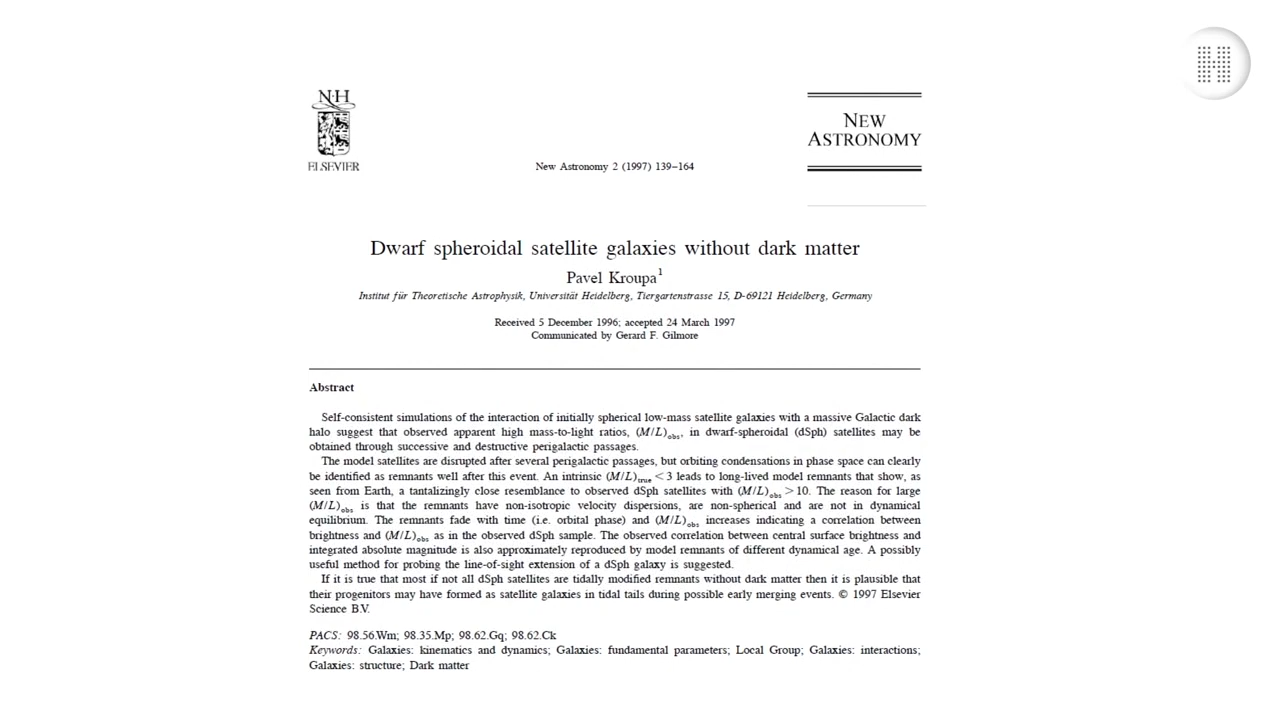 N·H
ELSEVIER
New Astronomy 2 (1997) 139–164
NEW
ASTRONOMY
H
Dwarf spheroidal satellite galaxies without dark matter
Pavel Kroupa¹
Institut für Theoretische Astrophysik, Universität Heidelberg, Tiergartenstrasse 15, D-69121 Heidelberg, Germany
Received 5 December 1996; accepted 24 March 1997
Communicated by Gerard F. Gilmore
Abstract
Self-consistent simulations of the interaction of initially spherical low-mass satellite galaxies with a massive Galactic dark
halo suggest that observed apparent high mass-to-light ratios, (M/L)obs, in dwarf-spheroidal (dSph) satellites may be
obtained through successive and destructive perigalactic passages.
The model satellites are disrupted after several perigalactic passages, but orbiting condensations in phase space can clearly
be identified as remnants well after this event. An intrinsic (M/L)true < 3 leads to long-lived model remnants that show, as
seen from Earth, a tantalizingly close resemblance to observed dSph satellites with (M/L)obs > 10. The reason for large
(M/L)obs is that the remnants have non-isotropic velocity dispersions, are non-spherical and are not in dynamical
equilibrium. The remnants fade with time (i.e. orbital phase) and (M/L)obs increases indicating a correlation between
brightness and (M/L)obs as in the observed dSph sample. The observed correlation between central surface brightness and
integrated absolute magnitude is also approximately reproduced by model remnants of different dynamical age. A possibly
useful method for probing the line-of-sight extension of a dSph galaxy is suggested.
If it is true that most if not all dSph satellites are tidally modified remnants without dark matter then it is plausible that
their progenitors may have formed as satellite galaxies in tidal tails during possible early merging events. © 1997 Elsevier
Science B.V.
PACS: 98.56.Wm; 98.35.Mp; 98.62.Gq; 98.62.Ck
Keywords: Galaxies: kinematics and dynamics; Galaxies: fundamental parameters; Local Group; Galaxies: interactions;
Galaxies: structure; Dark matter